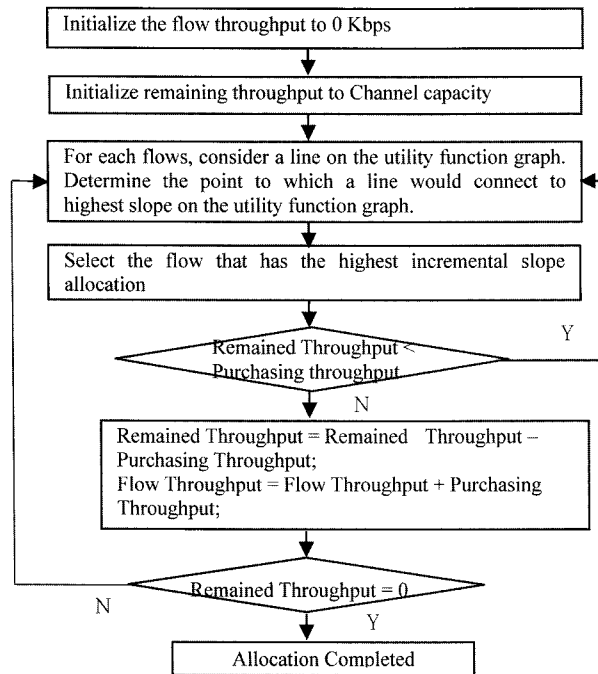 Initialize the flow throughput to 0 Kbps
Initialize remaining throughput to Channel capacity
For each flows, consider a line on the utility function graph.
Determine the point to which a line would connect to
highest slope on the utility function graph.
Select the flow that has the highest incremental slope
allocation
Remained Throughput <
Purchasing throughput
Y
N
Remained Throughput = Remained Throughput –
Purchasing Throughput;
Flow Throughput = Flow Throughput + Purchasing
Throughput;
Remained Throughput = 0
N
Y
Allocation Completed